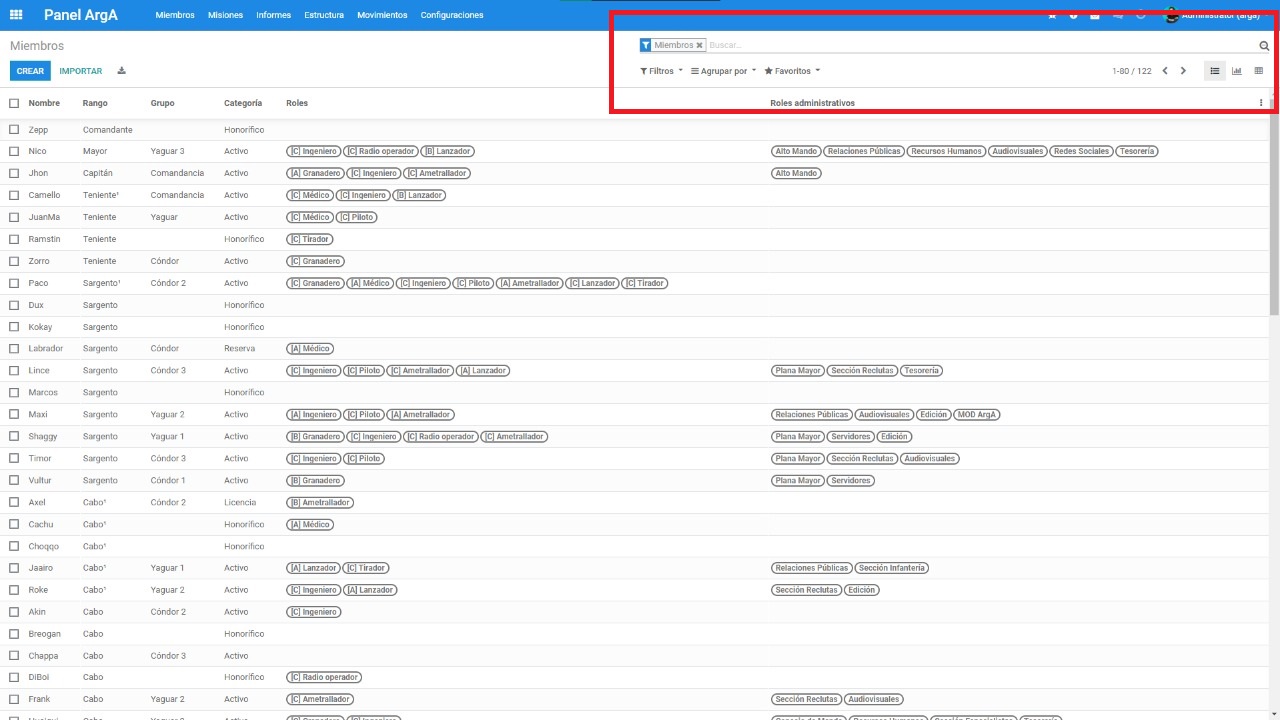 Panel ArgA Miembros Misiones Informes Estructura Movimientos Configuraciones Administrator (arga)
Miembros Miembros Buscar...
CREAR IMPORTAR Filtros Agrupar por Favoritos 1-80 / 122
Nombre Rango Grupo Categoría Roles Roles administrativos
Zepp Comandante Honorífico
Nico Mayor Yaguar 3 Activo [C] Ingeniero [C] Radio operador [B] Lanzador Alto Mando Relaciones Públicas Recursos Humanos Audiovisuales Redes Sociales Tesorería
Jhon Capitán Comandancia Activo [A] Granadero [C] Ingeniero [C] Ametrallador Alto Mando
Camello Teniente¹ Comandancia Activo [C] Médico [C] Ingeniero [B] Lanzador
JuanMa Teniente Yaguar Activo [C] Médico [C] Piloto
Ramstin Teniente Honorífico [C] Tirador
Zorro Teniente Cóndor Activo [C] Granadero
Paco Sargento¹ Cóndor 2 Activo [C] Granadero [A] Médico [C] Ingeniero [C] Piloto [A] Ametrallador [C] Lanzador [C] Tirador
Dux Sargento Honorífico
Kokay Sargento Honorífico
Labrador Sargento Cóndor Reserva [A] Médico
Lince Sargento Cóndor 3 Activo [C] Ingeniero [C] Piloto [C] Ametrallador [A] Lanzador Plana Mayor Sección Reclutas Tesorería
Marcos Sargento Honorífico
Maxi Sargento Yaguar 2 Activo [A] Ingeniero [C] Piloto [A] Ametrallador Relaciones Públicas Audiovisuales Edición MOD ArgA
Shaggy Sargento Yaguar 1 Activo [B] Granadero [C] Ingeniero [C] Radio operador [C] Ametrallador Plana Mayor Servidores Edición
Timor Sargento Cóndor 3 Activo [C] Ingeniero [C] Piloto Plana Mayor Sección Reclutas Audiovisuales
Vultur Sargento Cóndor 1 Activo [B] Granadero Plana Mayor Servidores
Axel Cabo¹ Cóndor 2 Licencia [B] Ametrallador
Cachu Cabo¹ Honorífico [A] Médico
Choqqo Cabo¹ Honorífico
Jaairo Cabo¹ Yaguar 1 Activo [A] Lanzador [C] Tirador Relaciones Públicas Sección Infantería
Roke Cabo¹ Yaguar 2 Activo [C] Ingeniero [A] Lanzador Sección Reclutas Edición
Akin Cabo Cóndor 2 Activo [C] Ingeniero
Breogan Cabo Honorífico
Chappa Cabo Cóndor 3 Activo
DiBoi Cabo Honorífico [C] Radio operador
Frank Cabo Yaguar 2 Activo [C] Ametrallador Sección Reclutas Audiovisuales